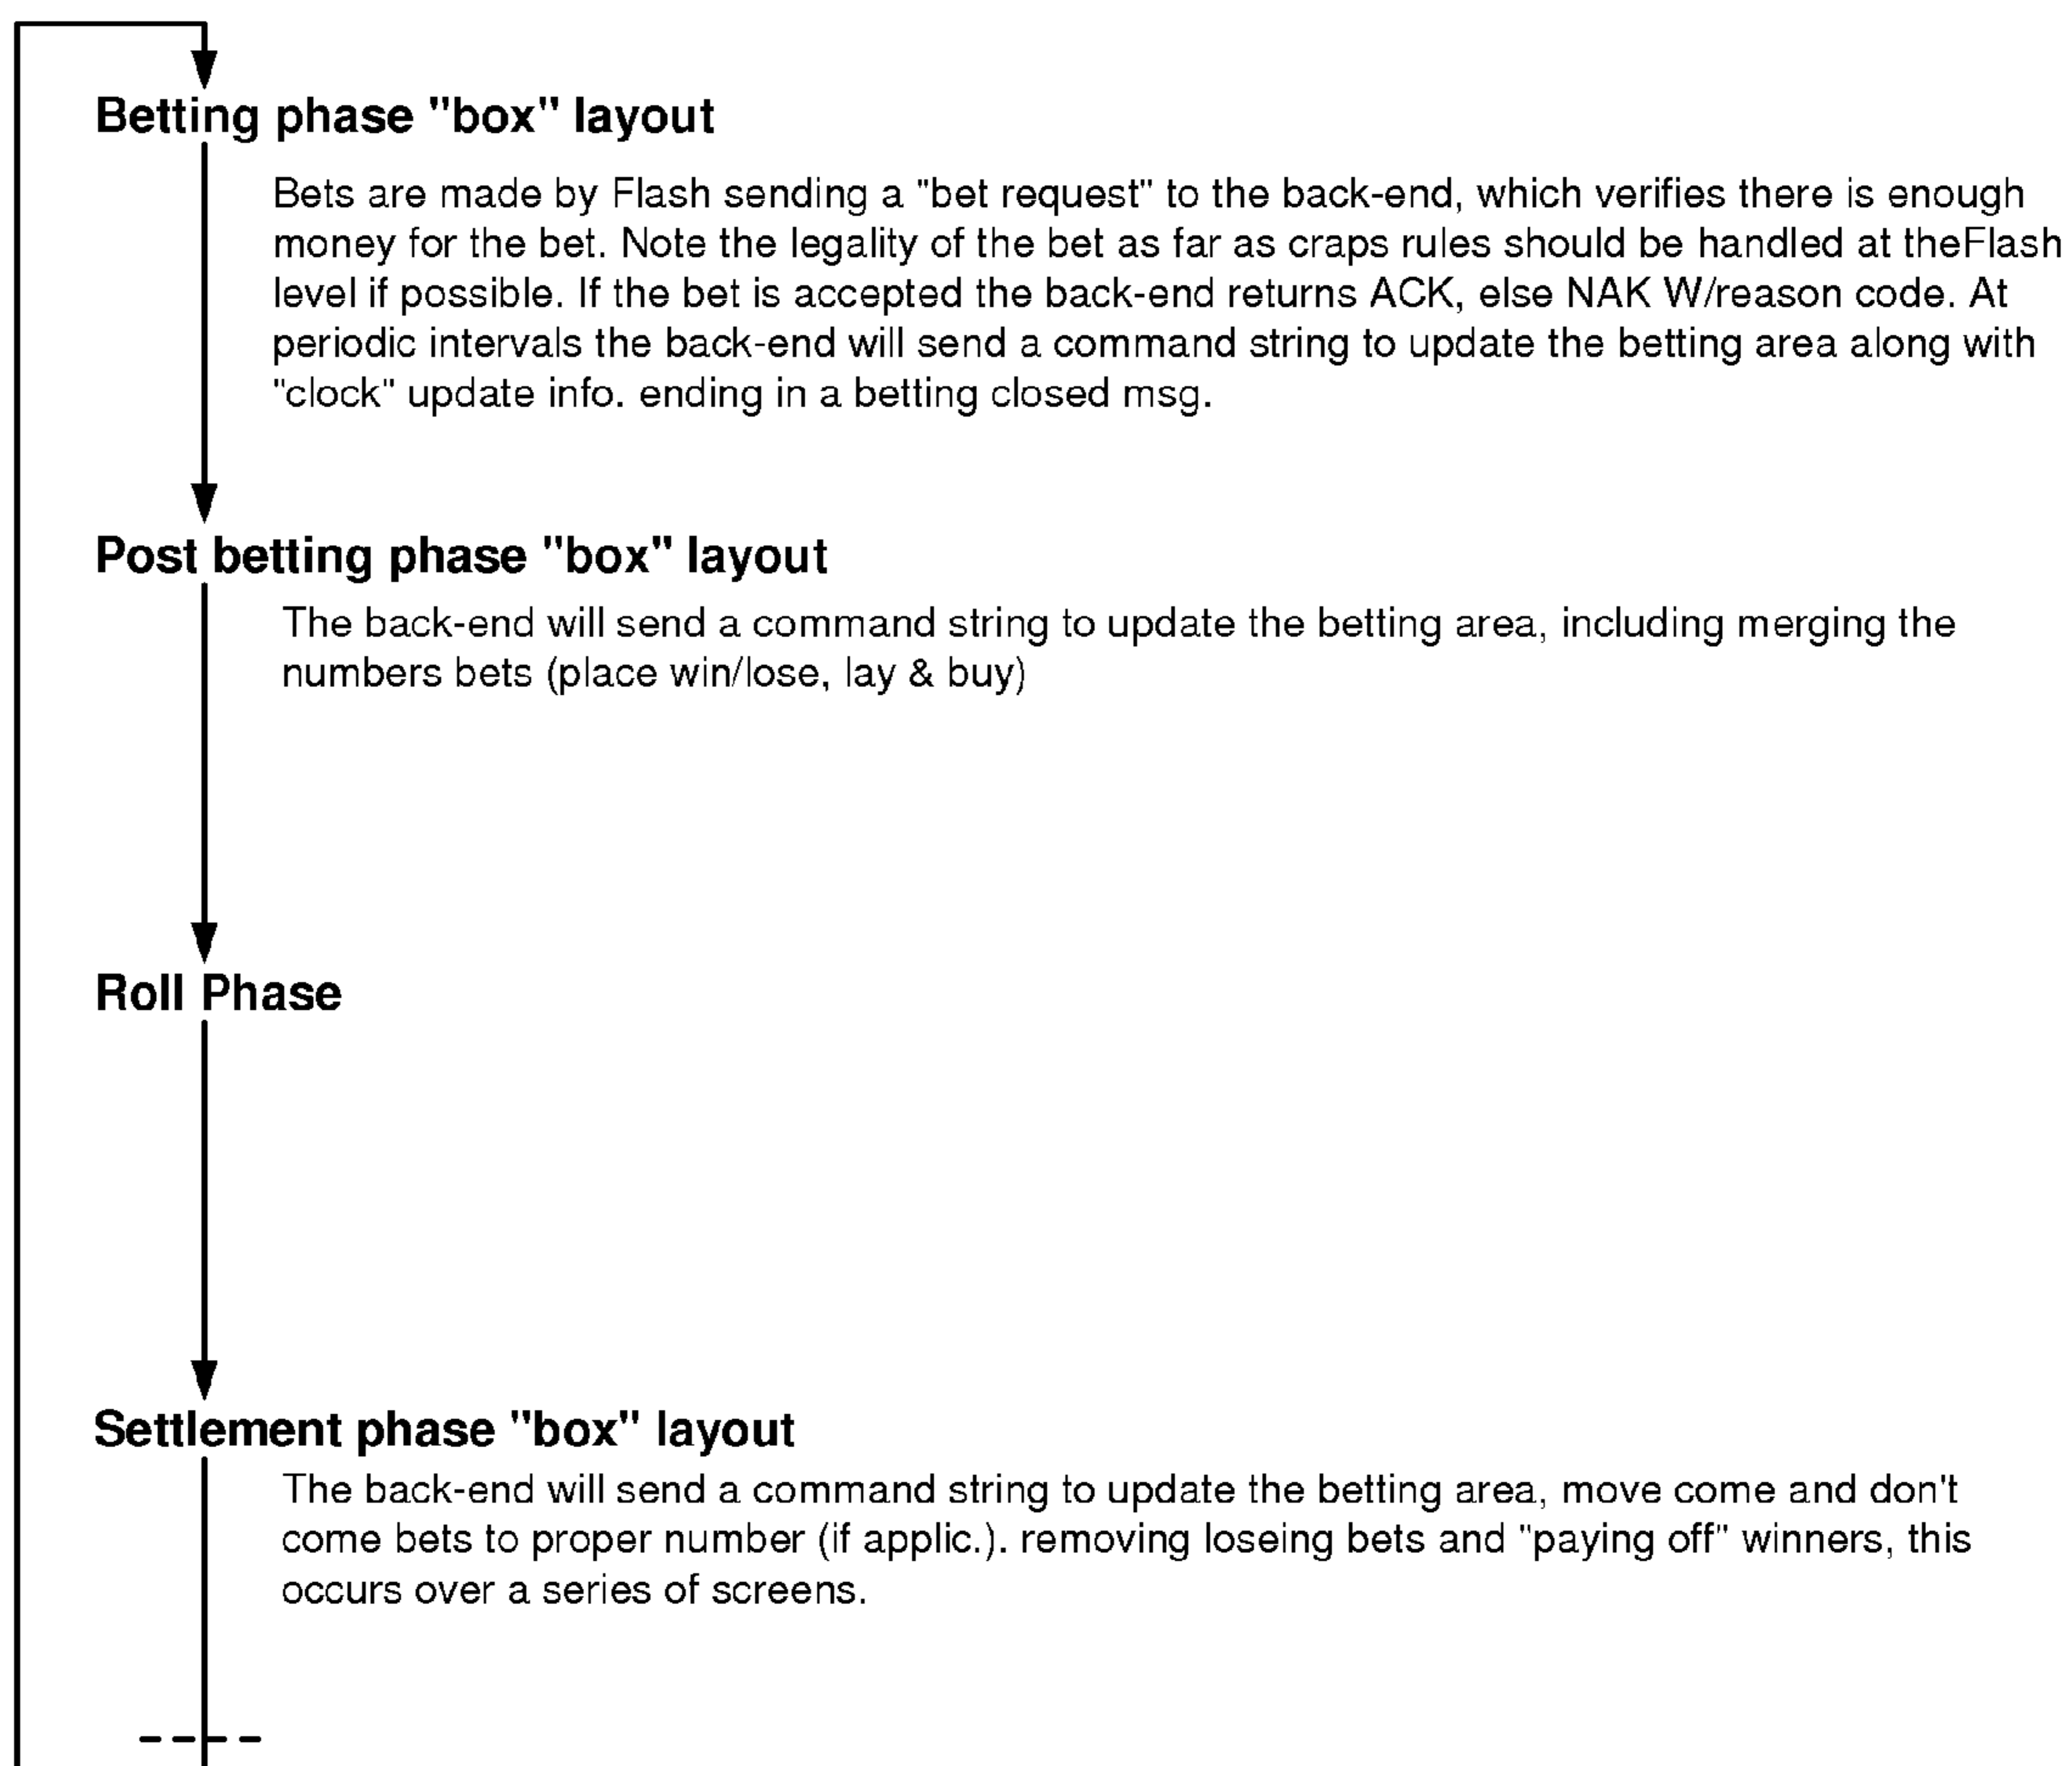 Betting phase "box" layout
Bets are made by Flash sending a "bet request" to the back-end, which verifies there is enough
money for the bet. Note the legality of the bet as far as craps rules should be handled at theFlash
level if possible. If the bet is accepted the back-end returns ACK, else NAK W/reason code. At
periodic intervals the back-end will send a command string to update the betting area along with
"clock" update info. ending in a betting closed msg.
Post betting phase "box" layout
The back-end will send a command string to update the betting area, including merging the
numbers bets (place win/lose, lay & buy)
Roll Phase
Settlement phase "box" layout
The back-end will send a command string to update the betting area, move come and don't
come bets to proper number (if applic.). removing loseing bets and "paying off" winners, this
occurs over a series of screens.